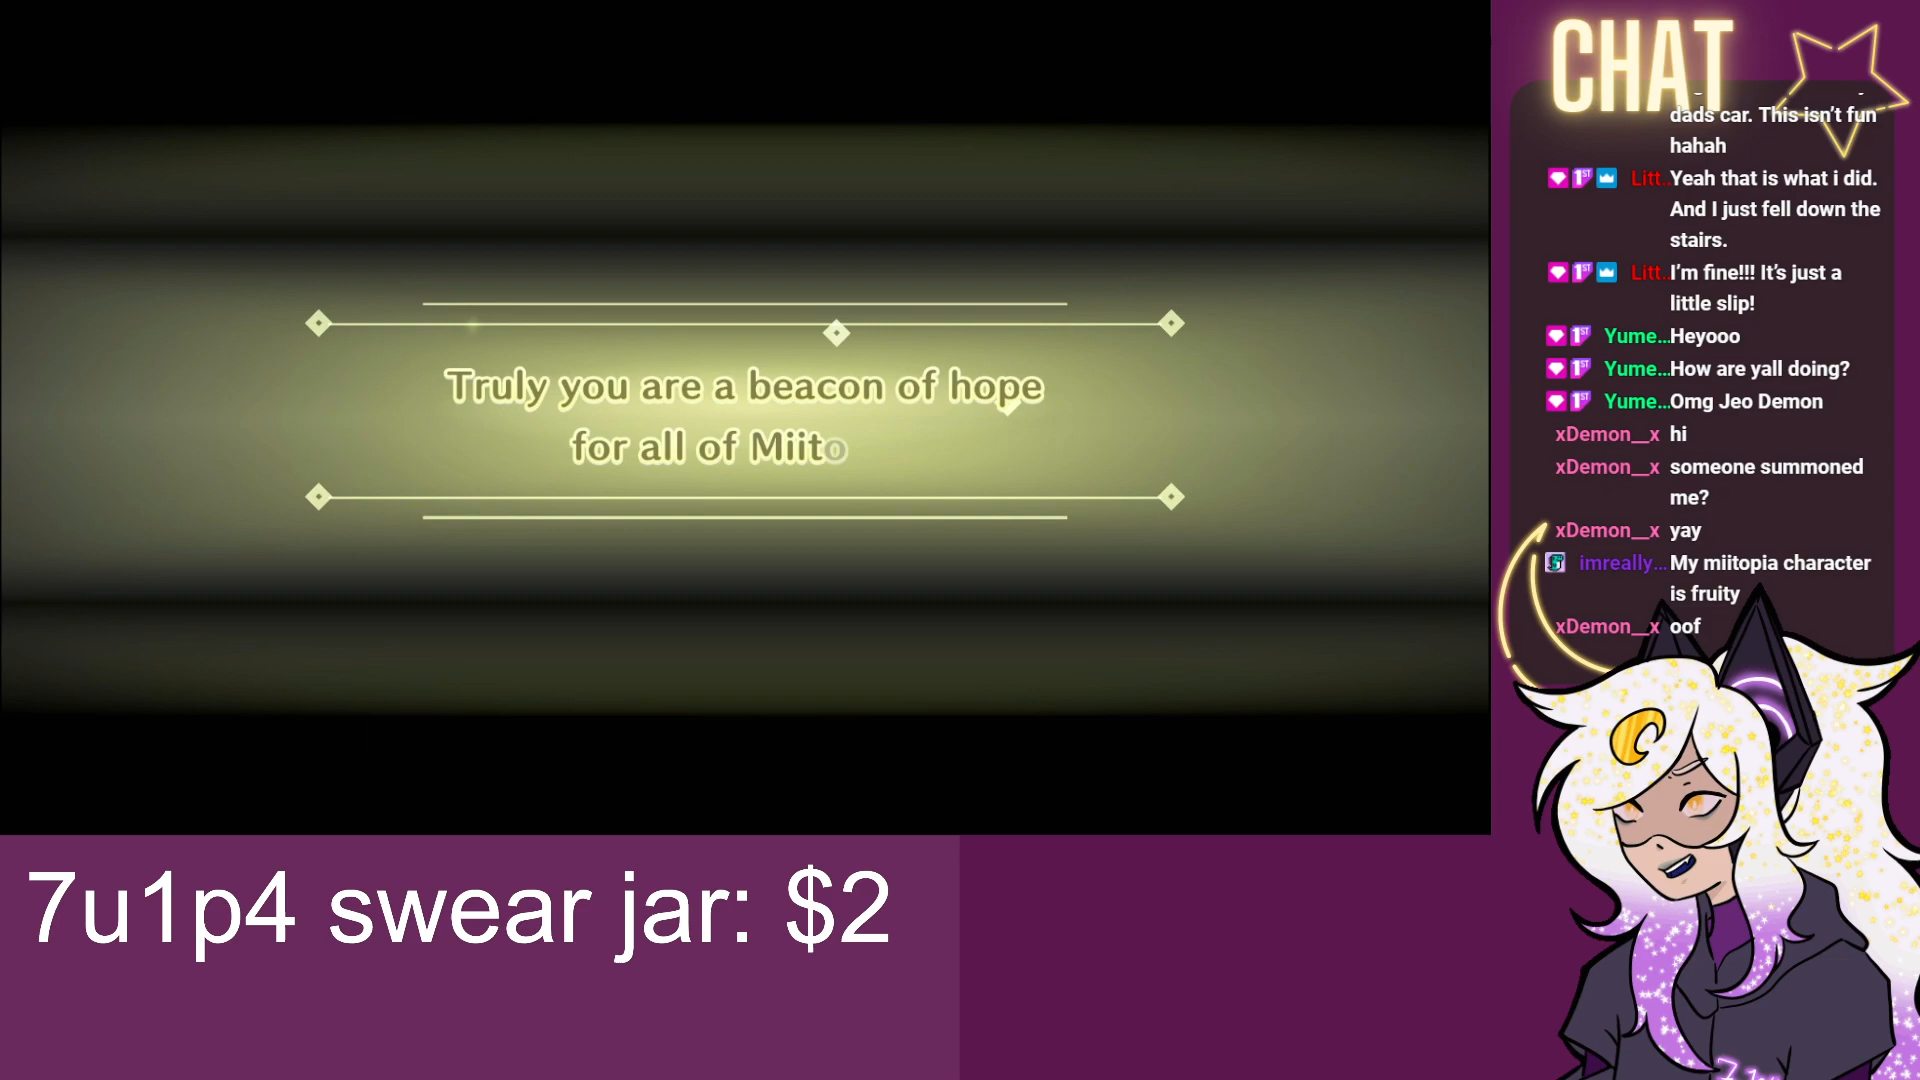 CHAT
dads car. This isn't fun
hahah
Litt.. Yeah that is what i did.
And I just fell down the
stairs.
Litt.. I'm fine!!! It's just a
little slip!
Yume... Heyooo
Yume... How are yall doing?
Yume... Omg Jeo Demon
xDemon__x hi
xDemon__x someone summoned
me?
xDemon__x yay
imreally... My miitopia character
is fruity
xDemon__x oof
Truly you are a beacon of hope
for all of Miito
7u1p4 swear jar: $2